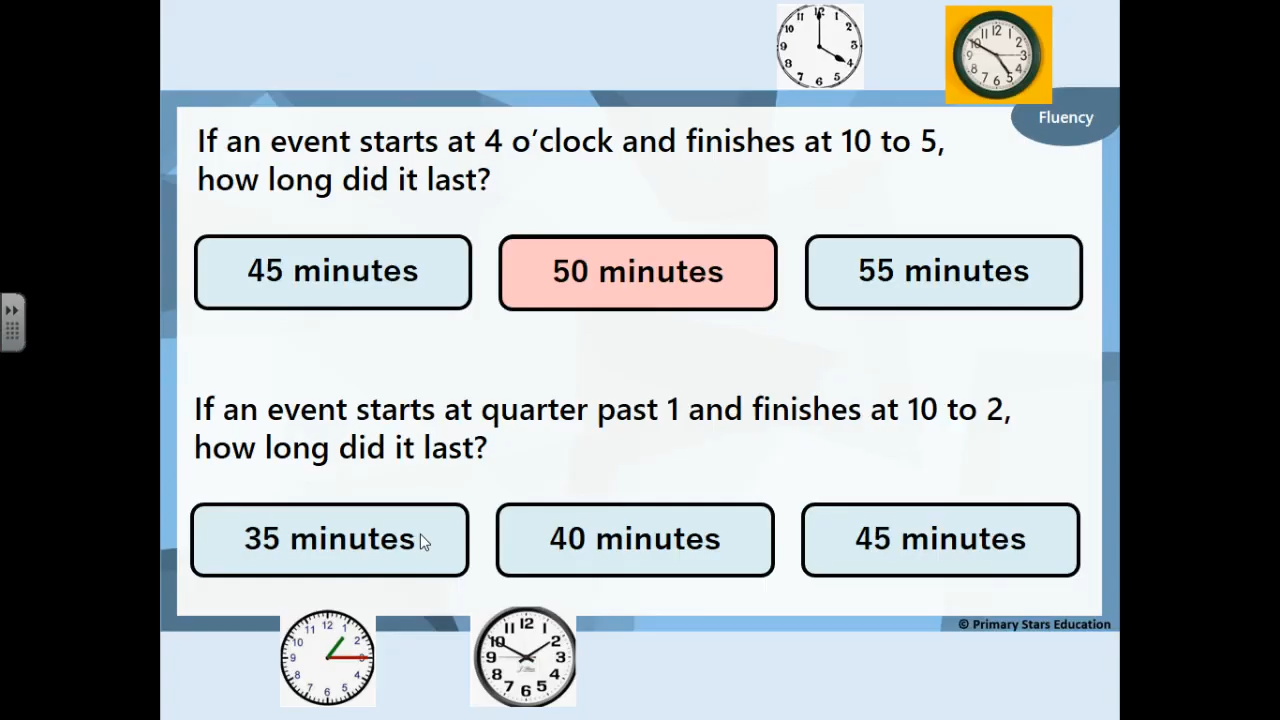 Fluency
If an event starts at 4 o’clock and finishes at 10 to 5,
how long did it last?
45 minutes
50 minutes
55 minutes
If an event starts at quarter past 1 and finishes at 10 to 2,
how long did it last?
35 minutes
40 minutes
45 minutes
© Primary Stars Education